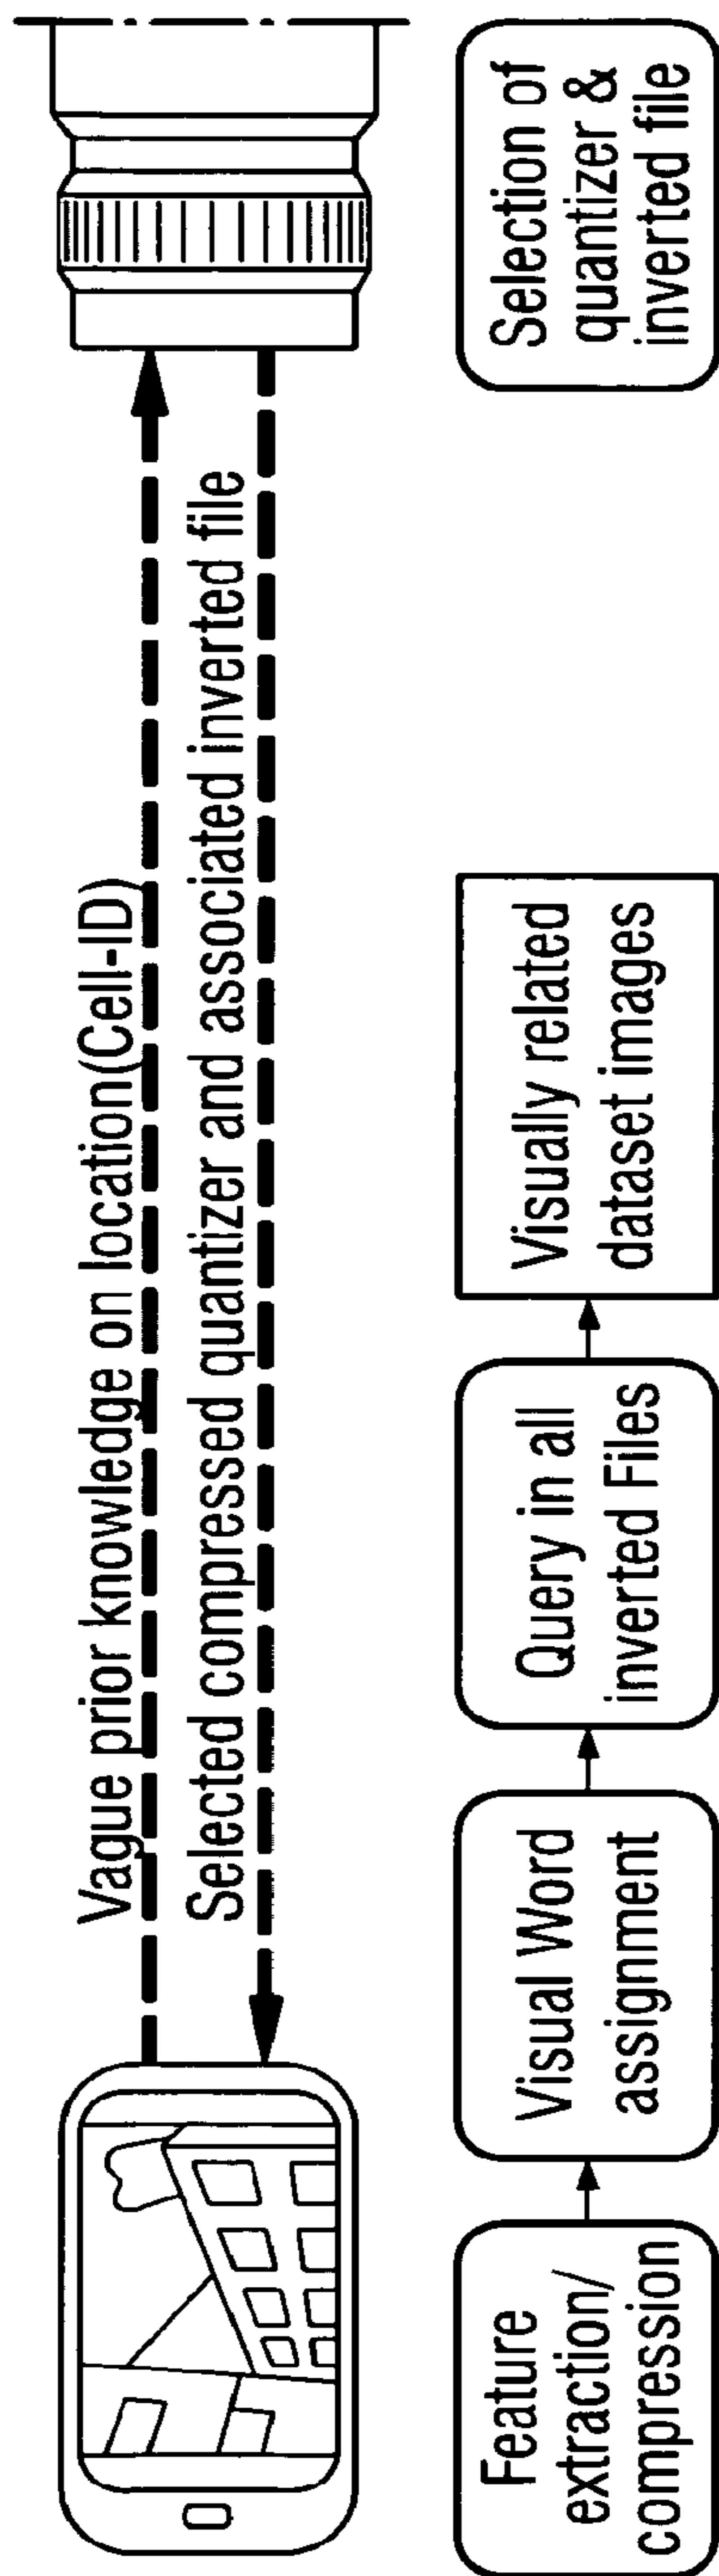 Vague prior knowledge on location(Cell-ID)
Selected compressed quantizer and associated inverted file
Feature
extraction/
compression
Visual Word
assignment
Query in all
inverted Files
Visually related
dataset images
Selection of
quantizer &
inverted file